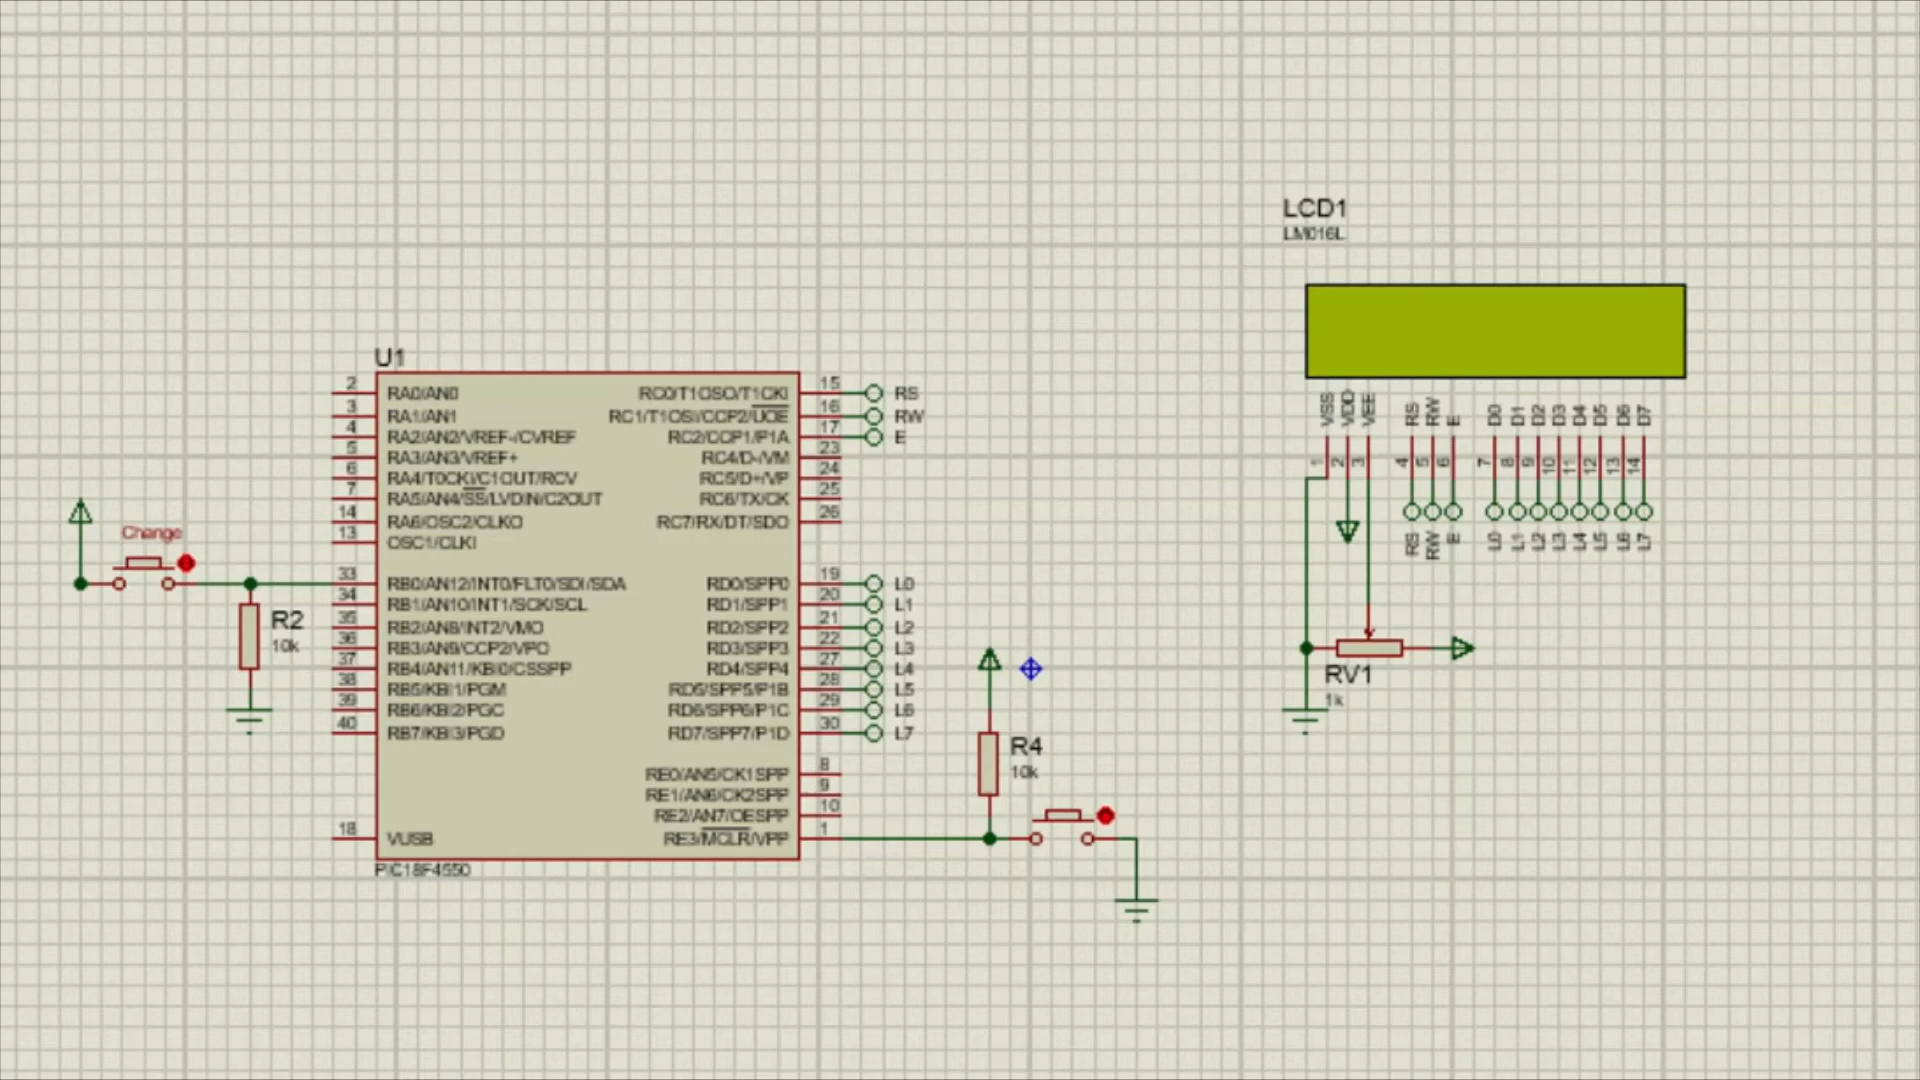 LCD1
LM016L
VSS
VDD
VEE
RS
RW
E
D0
D1
D2
D3
D4
D5
D6
D7
1
2
3
4
5
6
7
8
9
10
11
12
13
14
RS
RW
E
L0
L1
L2
L3
L4
L5
L6
L7
RV1
1k
U1
2 RA0/AN0
3 RA1/AN1
4 RA2/AN2/VREF-/CVREF
5 RA3/AN3/VREF+
6 RA4/T0CKI/C1OUT/RCV
7 RA5/AN4/SS/LVDIN/C2OUT
14 RA6/OSC2/CLKO
13 OSC1/CLKI
33 RB0/AN12/INT0/FLT0/SDI/SDA
34 RB1/AN10/INT1/SCK/SCL
35 RB2/AN8/INT2/VMO
36 RB3/AN9/CCP2/VPO
37 RB4/AN11/KBI0/CSSPP
38 RB5/KBI1/PGM
39 RB6/KBI2/PGC
40 RB7/KBI3/PGD
18 VUSB
RC0/T1OSO/T1CKI 15 RS
RC1/T1OSI/CCP2/UOE 16 RW
RC2/CCP1/P1A 17 E
RC4/D-/VM 23
RC5/D+/VP 24
RC6/TX/CK 25
RC7/RX/DT/SDO 26
RD0/SPP0 19 L0
RD1/SPP1 20 L1
RD2/SPP2 21 L2
RD3/SPP3 22 L3
RD4/SPP4 27 L4
RD5/SPP5/P1B 28 L5
RD6/SPP6/P1C 29 L6
RD7/SPP7/P1D 30 L7
RE0/AN5/CK1SPP 8
RE1/AN6/CK2SPP 9
RE2/AN7/OESPP 10
RE3/MCLR/VPP 1
PIC18F4550
Change
R2
10k
R4
10k